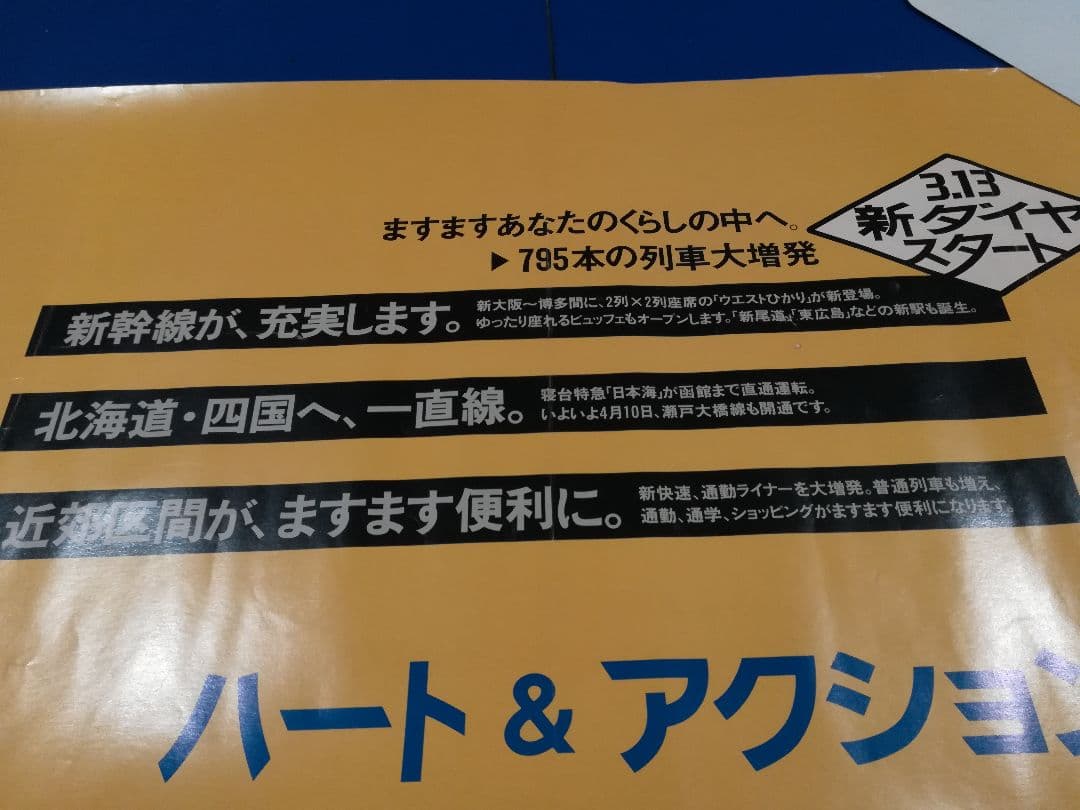 3.13
新ダイヤ
スタート
ますますあなたのくらしの中へ。
▶795本の列車大増発
新幹線が、充実します。
新大阪〜博多間に、2列×2列座席の「ウエストひかり」が新登場。
ゆったり座れるビュッフェもオープンします。「新尾道」「東広島」などの新駅も誕生。
北海道・四国へ、一直線。
寝台特急「日本海」が函館まで直通運転。
いよいよ4月10日、瀬戸大橋線も開通です。
近郊区間が、ますます便利に。
新快速、通勤ライナーを大増発。普通列車も増え、
通勤、通学、ショッピングがますます便利になります。
ハート&アクション